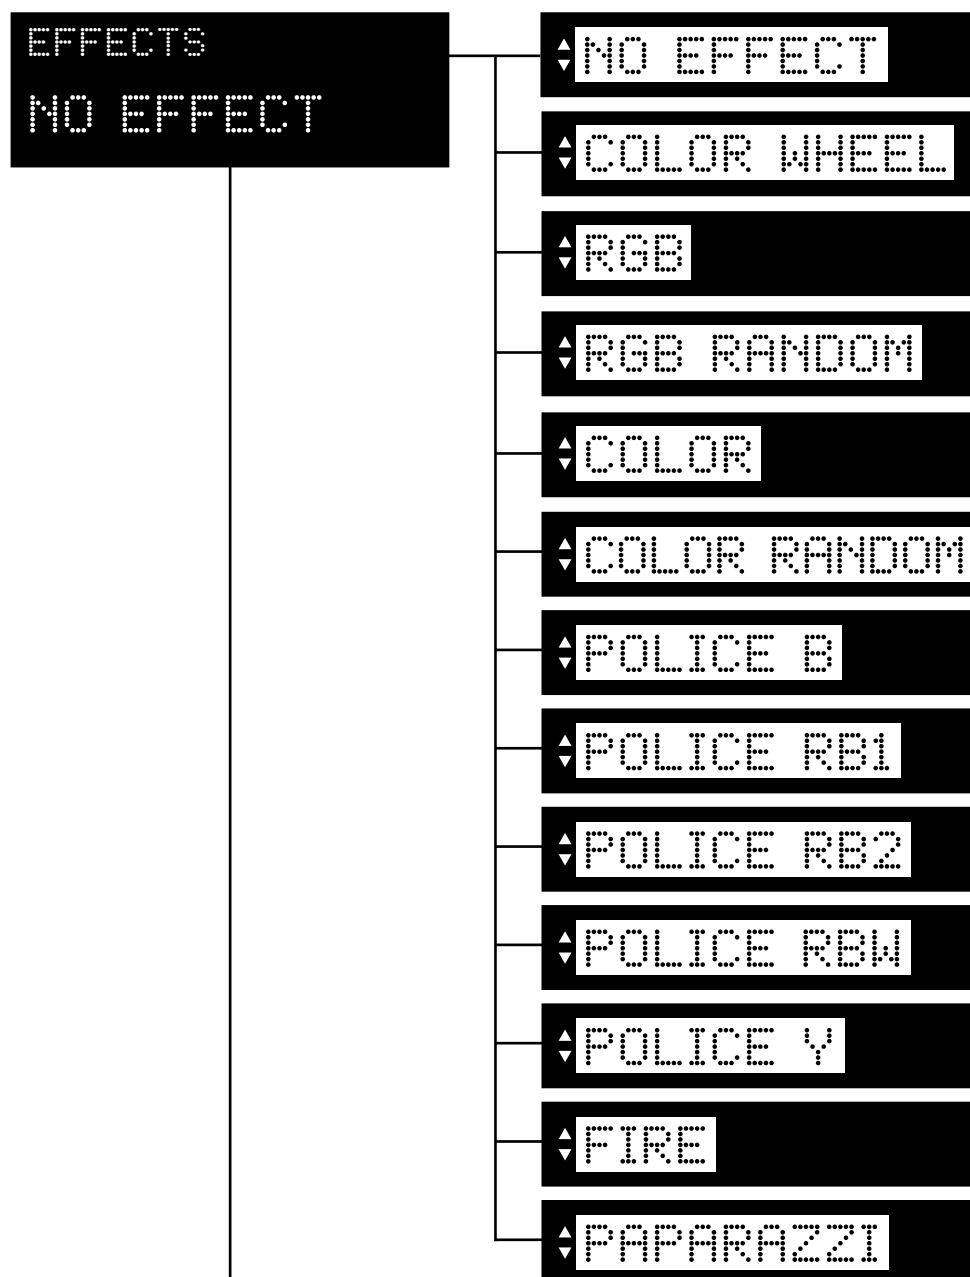 EFFECTS
NO EFFECT
NO EFFECT
COLOR WHEEL
RGB
RGB RANDOM
COLOR
COLOR RANDOM
POLICE B
POLICE RB1
POLICE RB2
POLICE RBW
POLICE Y
FIRE
PAPARAZZI